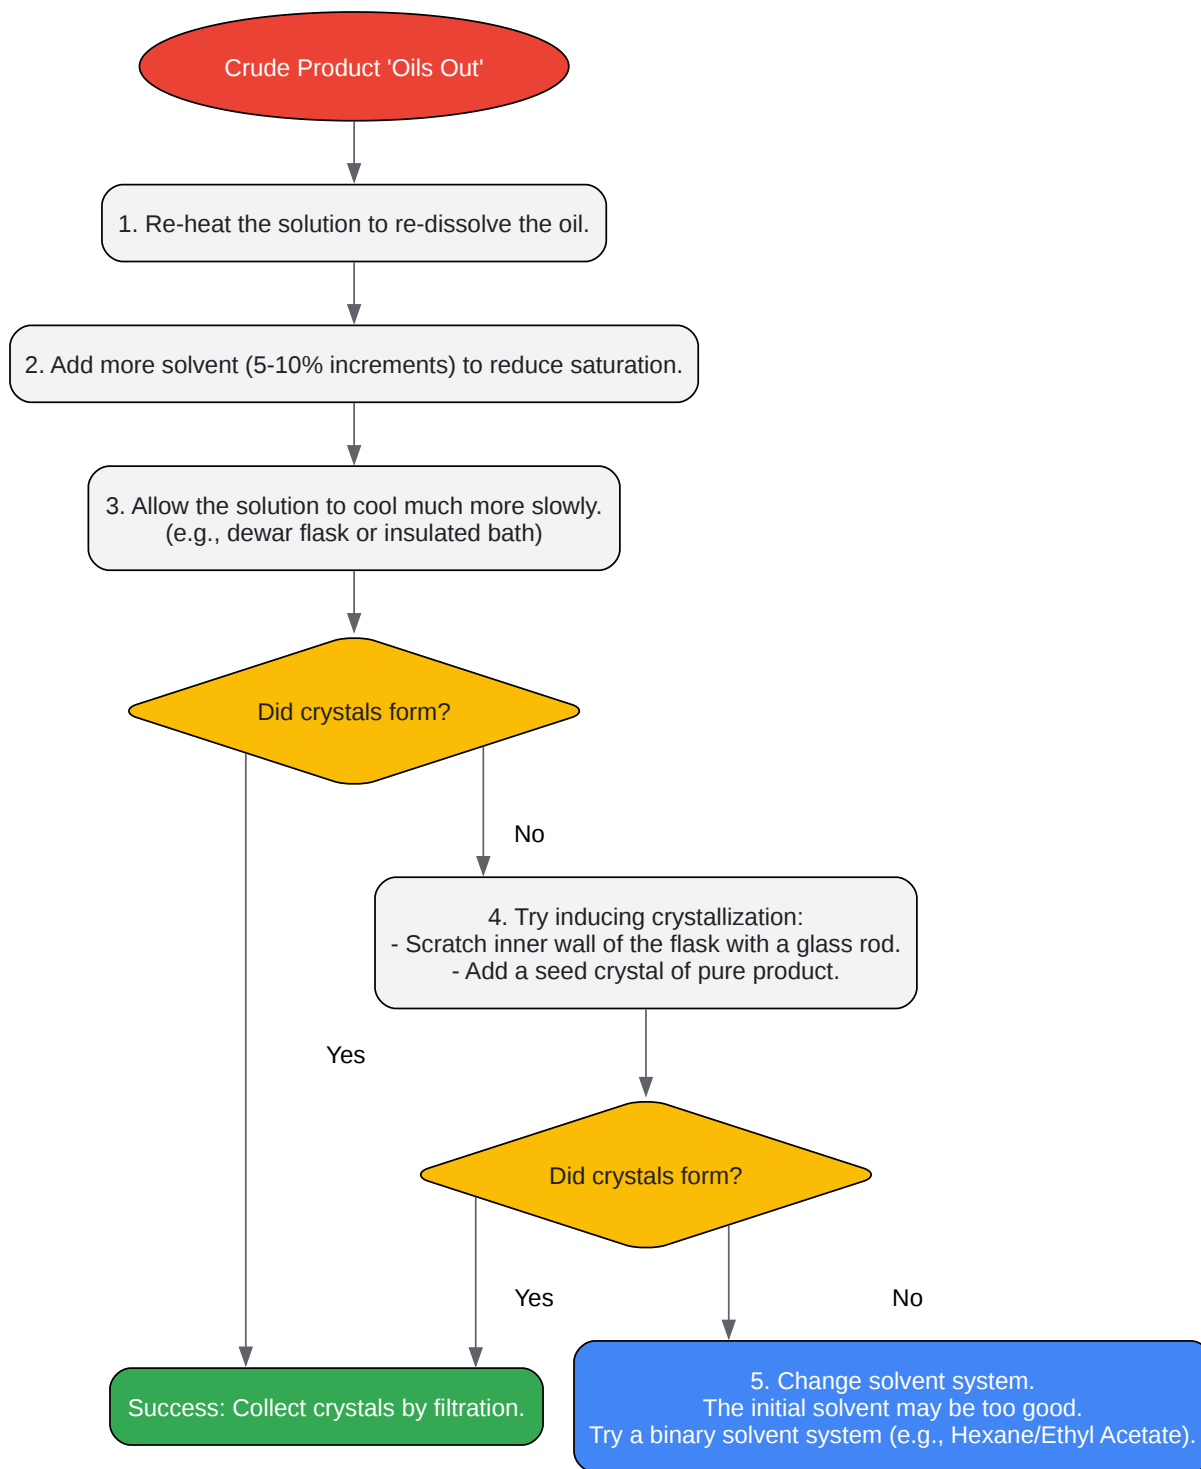 Crude Product 'Oils Out'
1. Re-heat the solution to re-dissolve the oil.
2. Add more solvent (5-10% increments) to reduce saturation.
3. Allow the solution to cool much more slowly.
(e.g., dewar flask or insulated bath)
Did crystals form?
No
4. Try inducing crystallization:
- Scratch inner wall of the flask with a glass rod.
- Add a seed crystal of pure product.
Yes
Did crystals form?
Yes
No
Success: Collect crystals by filtration.
5. Change solvent system.
The initial solvent may be too good.
Try a binary solvent system (e.g., Hexane/Ethyl Acetate).